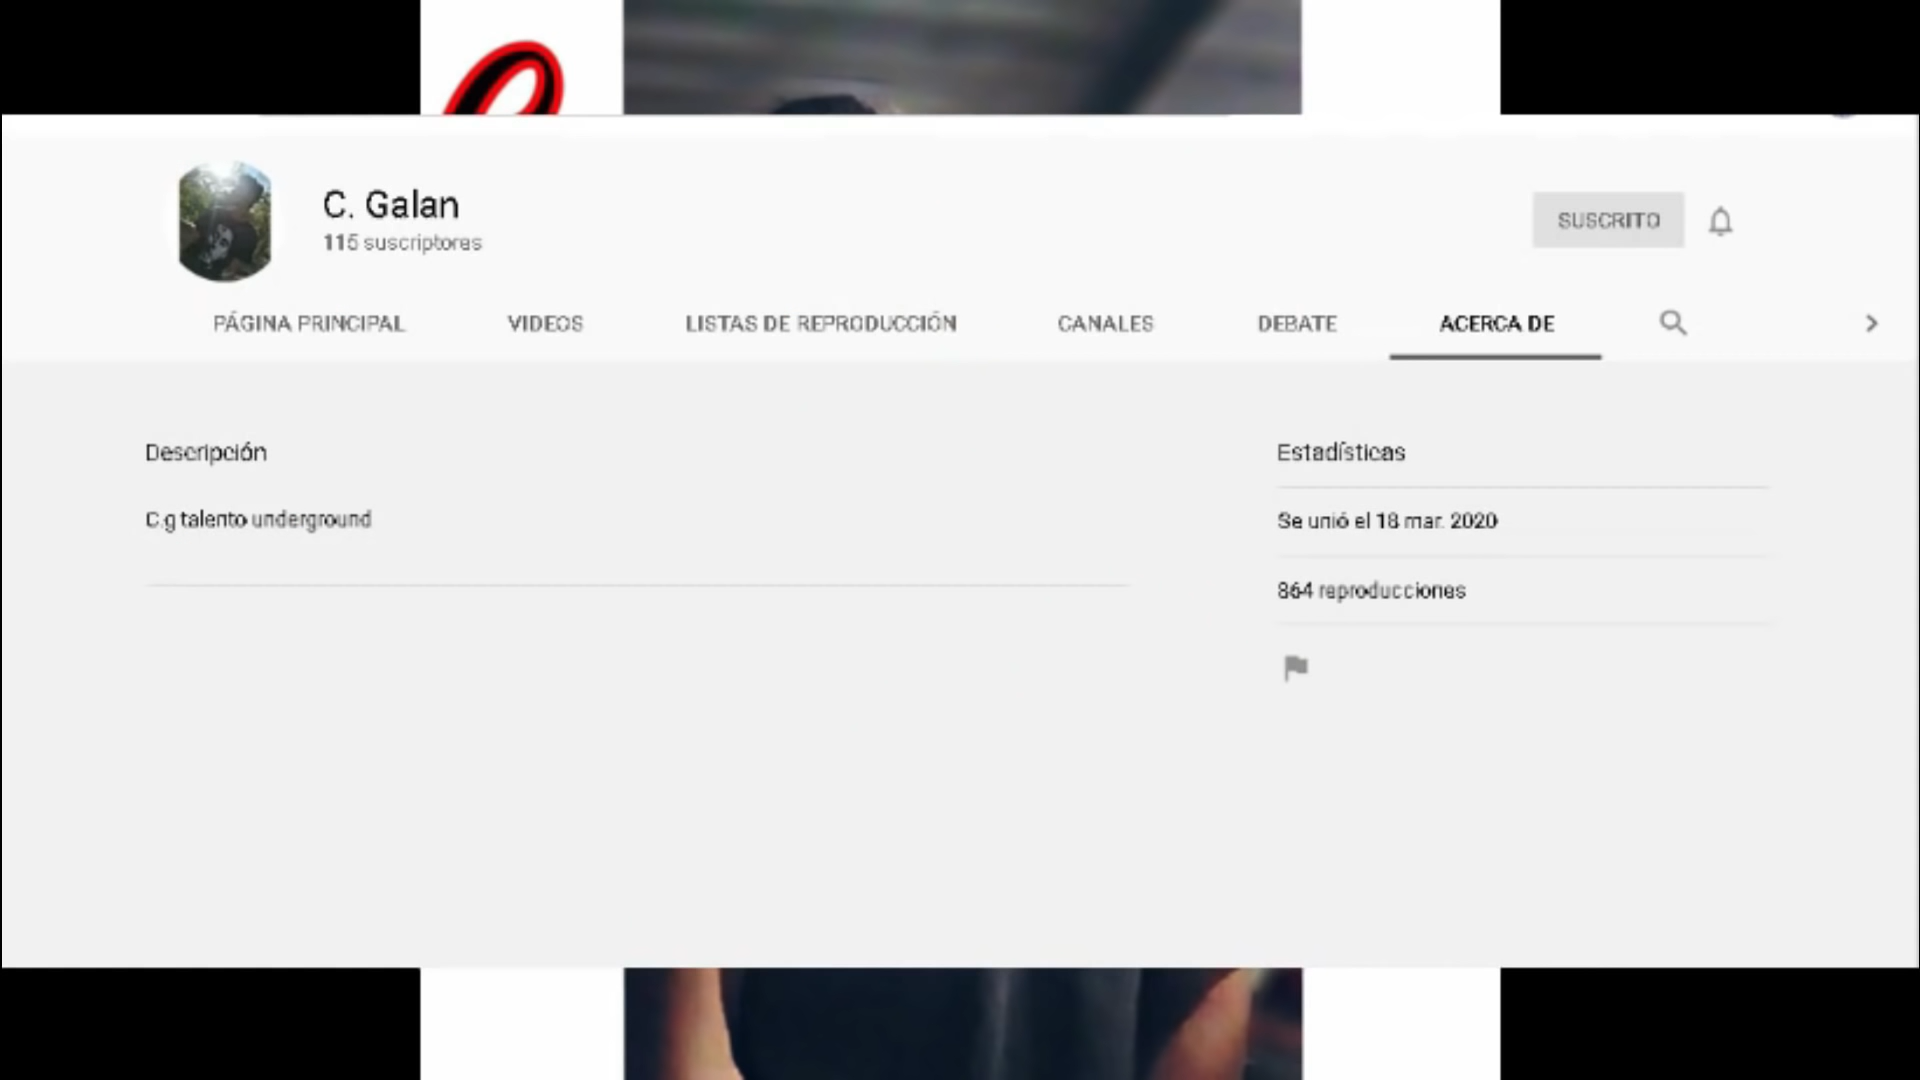 C. Galan
115 suscriptores
SUSCRITO
PÁGINA PRINCIPAL VIDEOS LISTAS DE REPRODUCCIÓN CANALES DEBATE ACERCA DE
Descripción
C.g talento underground
Estadísticas
Se unió el 18 mar. 2020
864 reproducciones